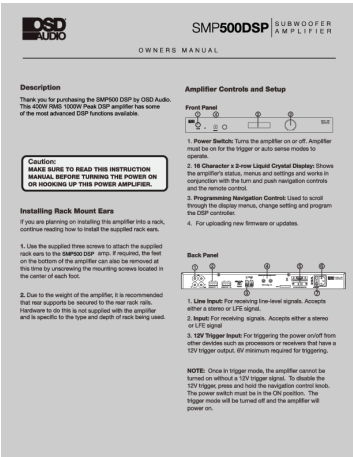 OSD
AUDIO
SMP500DSP
SUBWOOFER
AMPLIFIER
OWNERS MANUAL
Description
Thank you for purchasing the SMP500 DSP by OSD Audio.
This 400W RMS 1000W Peak DSP amplifier has some
of the most advanced DSP functions available.
Caution:
MAKE SURE TO READ THIS INSTRUCTION
MANUAL BEFORE TURNING THE POWER ON
OR HOOKING UP THIS POWER AMPLIFIER.
Installing Rack Mount Ears
If you are planning on installing this amplifier into a rack,
continue reading how to install the supplied rack ears.
1. Use the supplied three screws to attach the supplied
rack ears to the SMP500 DSP amp. If required, the feet
on the bottom of the amplifier can also be removed at
this time by unscrewing the mounting screws located in
the center of each foot.
2. Due to the weight of the amplifier, it is recommended
that rear supports be secured to the rear rack rails.
Hardware to do this is not supplied with the amplifier
and is specific to the type and depth of rack being used.
Amplifier Controls and Setup
Front Panel
1. Power Switch: Turns the amplifier on or off. Amplifier
must be on for the trigger or auto sense modes to
operate.
2. 16 Character x 2-row Liquid Crystal Display: Shows
the amplifier's status, menus and settings and works in
conjunction with the turn and push navigation controls
and the remote control.
3. Programming Navigation Control: Used to scroll
through the display menus, change setting and program
the DSP controller.
4. For uploading new firmware or updates.
Back Panel
1. Line Input: For receiving line-level signals. Accepts
either a stereo or LFE signal.
2. Input: For receiving signals. Accepts either a stereo
or LFE signal
3. 12V Trigger Input: For triggering the power on/off from
other devices such as processors or receivers that have a
12V trigger output. 6V minimum required for triggering.
NOTE: Once in trigger mode, the amplifier cannot be
turned on without a 12V trigger signal. To disable the
12V trigger, press and hold the navigation control knob.
The power switch must be in the ON position. The
trigger mode will be turned off and the amplifier will
power on.